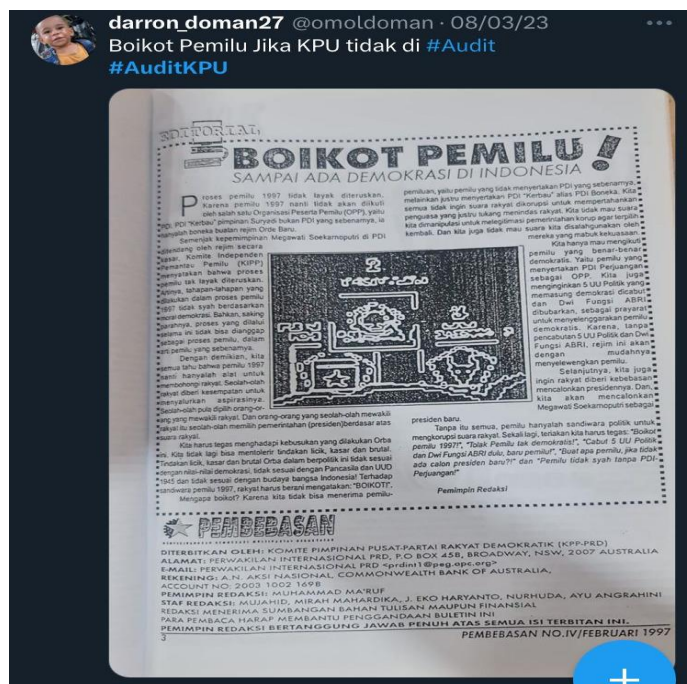 darron_doman27 @omoldoman · 08/03/23
Boikot Pemilu Jika KPU tidak di #Audit
#AuditKPU
EDITORIAL
BOIKOT PEMILU!
SAMPAI ADA DEMOKRASI DI INDONESIA
Proses pemilu 1997 tidak layak diteruskan.
Karena pemilu 1997 nanti tidak akan diikuti
oleh salah satu Organisasi Peserta Pemilu (OPP), yaitu
PDI. PDI "Kerbau" pimpinan Suryadi bukan PDI yang sebenarnya, ia
hanyalah boneka buatan rejim Orde Baru.
Semenjak kepemimpinan Megawati Soekarnoputri di PDI
ditendang oleh rejim secara
kasar, Komite Independen
Pemantau Pemilu (KIPP)
menyatakan bahwa proses
pemilu tak layak diteruskan.
Artinya, tahapan-tahapan yang
dilakukan dalam proses pemilu
1997 tidak syah berdasarkan
moral demokrasi. Bahkan, saking
parahnya, proses yang dilalui
selama ini tidak bisa dianggap
sebagai proses pemilu, dalam
arti pemilu yang sebenarnya.
Dengan demikian, kita
semua tahu bahwa pemilu 1997
nanti hanyalah alat untuk
membohongi rakyat. Seolah-olah
rakyat diberi kesempatan untuk
menyalurkan aspirasinya.
Seolah-olah pula dipilih orang-or-
ang yang mewakili rakyat. Dan orang-orang yang seolah-olah mewakili
rakyat itu seolah-olah memilih pemerintahan (presiden)berdasar atas
suara rakyat.
Kita harus tegas menghadapi kebusukan yang dilakukan Orba
ini. Kita tidak lagi bisa mentolerir tindakan licik, kasar dan brutal.
Tindakan licik, kasar dan brutal Orba dalam berpolitik ini tidak sesuai
dengan nilai-nilai demokrasi, tidak sesuai dengan Pancasila dan UUD
1945 dan tidak sesuai dengan budaya bangsa Indonesia! Terhadap
sandiwara pemilu 1997, rakyat harus berani mengatakan: "BOIKOT!".
Mengapa boikot? Karena kita tidak bisa menerima pemilu-
pemiluan, yaitu pemilu yang tidak menyertakan PDI yang sebenarnya,
melainkan justru menyertakan PDI "Kerbau" alias PDI Boneka. Kita
semua tidak ingin suara rakyat dikorupsi untuk mempertahankan
penguasa yang justru lukang menindas rakyat. Kita tidak mau suara
kita dimanipulasi untuk melegitimasi pemerintahan korup agar terpilih
kembali. Dan kita juga tidak mau suara kita disalahgunakan oleh
mereka yang mabuk kekuasaan.
Kita hanya mau mengikuti
pemilu yang benar-benar
demokratis. Yaitu pemilu yang
menyertakan PDI Perjuangan
sebagai OPP. Kita juga
menginginkan 5 UU Politik yang
memasung demokrasi dicabut
dan Dwi Fungsi ABRI
dibubarkan, sebagai prayarat
untuk menyelenggarakan pemilu
demokratis. Karena, tanpa
pencabutan 5 UU Politik dan Dwi
Fungsi ABRI, rejim ini akan
dengan mudahnya
menyelewengkan pemilu.
Selanjutnya, kita juga
ingin rakyat diberi kebebasan
mencalonkan presidennya. Dan,
kita akan mencalonkan
Megawati Soekarnoputri sebagai
presiden baru.
Tanpa itu semua, pemilu hanyalah sandiwara politik untuk
mengkorupsi suara rakyat. Sekali lagi, teriakan kita harus tegas: "Boikot
pemilu 1997!", "Tolak Pemilu tak demokratis!", "Cabut 5 UU Politik
dan Dwi Fungsi ABRI dulu, baru pemilu!", "Buat apa pemilu, jika tidak
ada calon presiden baru?!" dan "Pemilu tidak syah tanpa PDI-
Perjuangan!"
Pemimpin Redaksi
PEMBEBASAN
DITERBITKAN OLEH: KOMITE PIMPINAN PUSAT-PARTAI RAKYAT DEMOKRATIK (KPP-PRD)
ALAMAT: PERWAKILAN INTERNASIONAL PRD, P.O BOX 458, BROADWAY, NSW, 2007 AUSTRALIA
E-MAIL: PERWAKILAN INTERNASIONAL PRD <prdint1@peg.apc.org>
REKENING: A.N. AKSI NASIONAL, COMMONWEALTH BANK OF AUSTRALIA,
ACCOUNT NO: 2003 1002 1698
PEMIMPIN REDAKSI: MUHAMMAD MA'RUF
STAF REDAKSI: MUJAHID, MIRAH MAHARDIKA, J. EKO HARYANTO, NURHUDA, AYU ANGRAHINI
REDAKSI MENERIMA SUMBANGAN BAHAN TULISAN MAUPUN FINANSIAL
PARA PEMBACA HARAP MEMBANTU PENGGANDAAN BULETIN INI
PEMIMPIN REDAKSI BERTANGGUNG JAWAB PENUH ATAS SEMUA ISI TERBITAN INI.
3
PEMBEBASAN NO.IV/FEBRUARI 1997